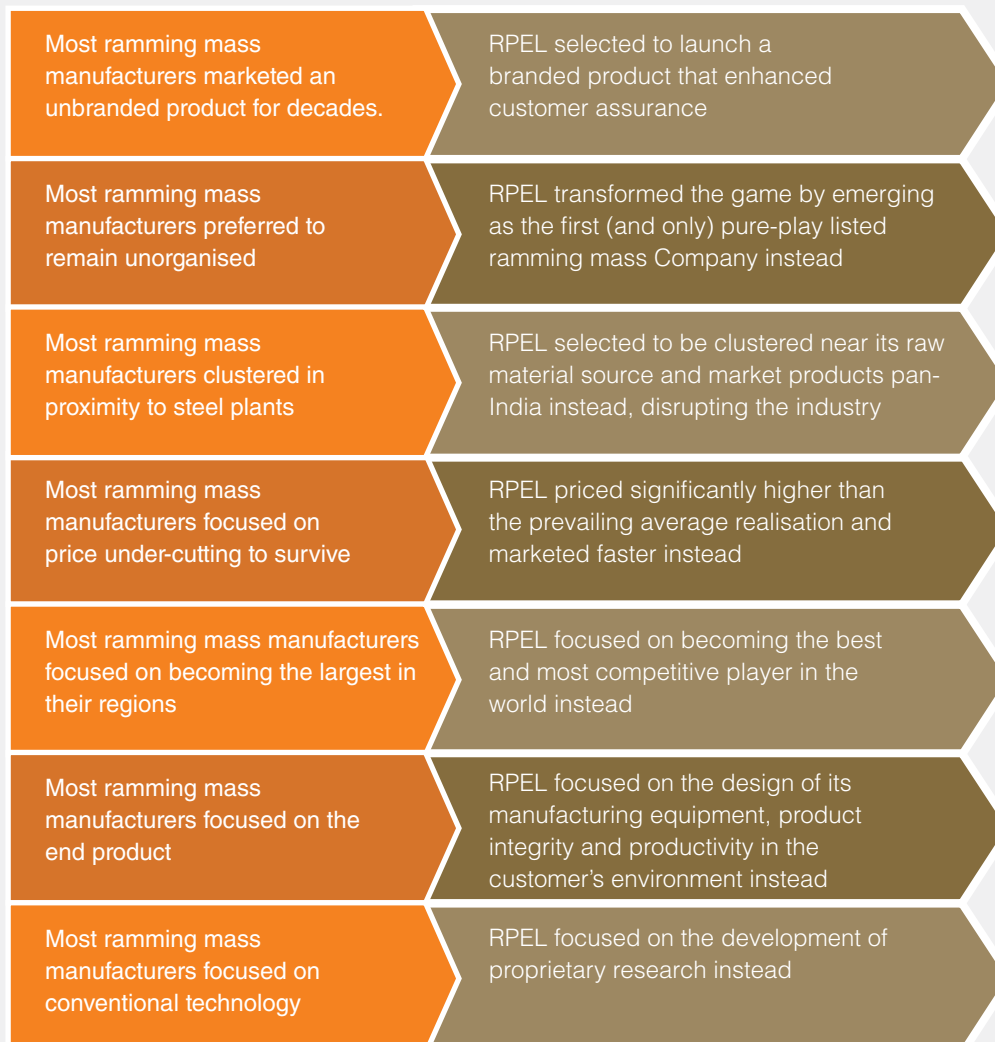 Most ramming mass
manufacturers marketed an
unbranded product for decades.
RPEL selected to launch a
branded product that enhanced
customer assurance
Most ramming mass
manufacturers preferred to
remain unorganised
RPEL transformed the game by emerging
as the first (and only) pure-play listed
ramming mass Company instead
Most ramming mass
manufacturers clustered in
proximity to steel plants
RPEL selected to be clustered near its raw
material source and market products pan-
India instead, disrupting the industry
Most ramming mass
manufacturers focused on
price under-cutting to survive
RPEL priced significantly higher than
the prevailing average realisation and
marketed faster instead
Most ramming mass manufacturers
focused on becoming the largest in
their regions
RPEL focused on becoming the best
and most competitive player in the
world instead
Most ramming mass
manufacturers focused on the
end product
RPEL focused on the design of its
manufacturing equipment, product
integrity and productivity in the
customer’s environment instead
Most ramming mass
manufacturers focused on
conventional technology
RPEL focused on the development of
proprietary research instead